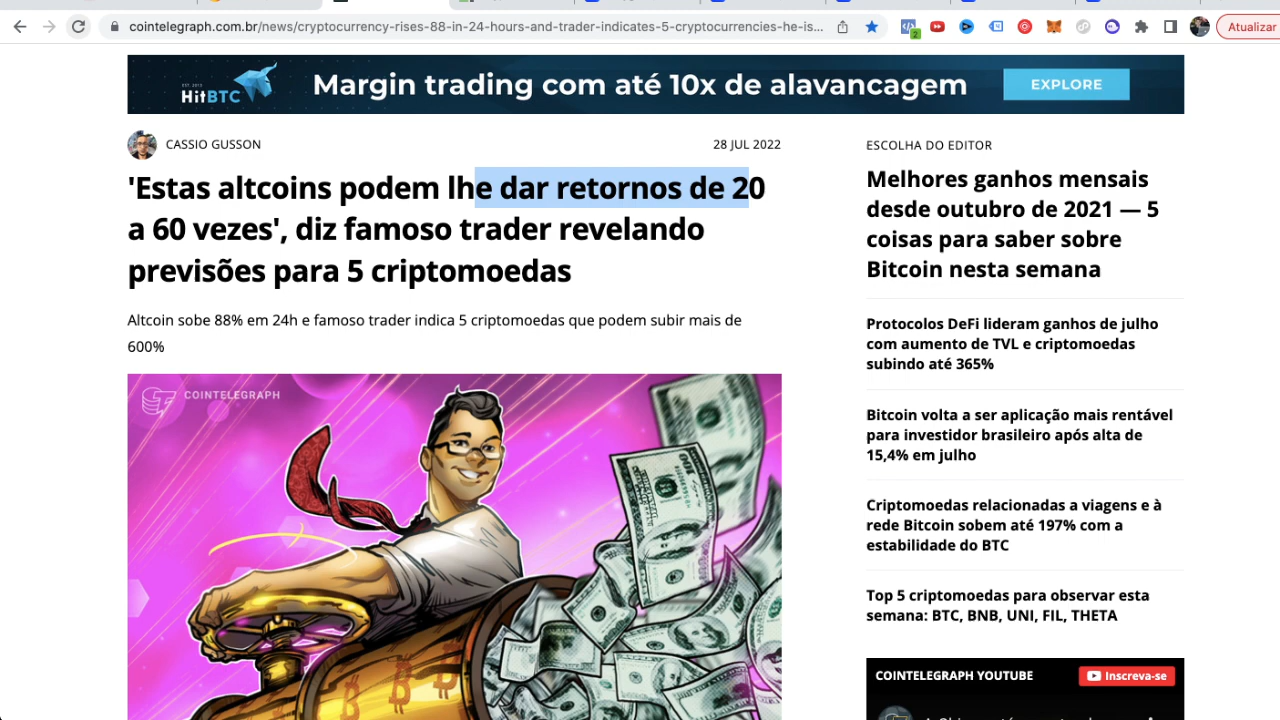 cointelegraph.com.br/news/cryptocurrency-rises-88-in-24-hours-and-trader-indicates-5-cryptocurrencies-he-is...
2
Atualizar
HitBTC
Margin trading com até 10x de alavancagem
EXPLORE
CASSIO GUSSON
28 JUL 2022
'Estas altcoins podem lhe dar retornos de 20
a 60 vezes', diz famoso trader revelando
previsões para 5 criptomoedas
Altcoin sobe 88% em 24h e famoso trader indica 5 criptomoedas que podem subir mais de
600%
COINTELEGRAPH
100
ESCOLHA DO EDITOR
Melhores ganhos mensais
desde outubro de 2021 — 5
coisas para saber sobre
Bitcoin nesta semana
Protocolos DeFi lideram ganhos de julho
com aumento de TVL e criptomoedas
subindo até 365%
Bitcoin volta a ser aplicação mais rentável
para investidor brasileiro após alta de
15,4% em julho
Criptomoedas relacionadas a viagens e à
rede Bitcoin sobem até 197% com a
estabilidade do BTC
Top 5 criptomoedas para observar esta
semana: BTC, BNB, UNI, FIL, THETA
COINTELEGRAPH YOUTUBE
Inscreva-se